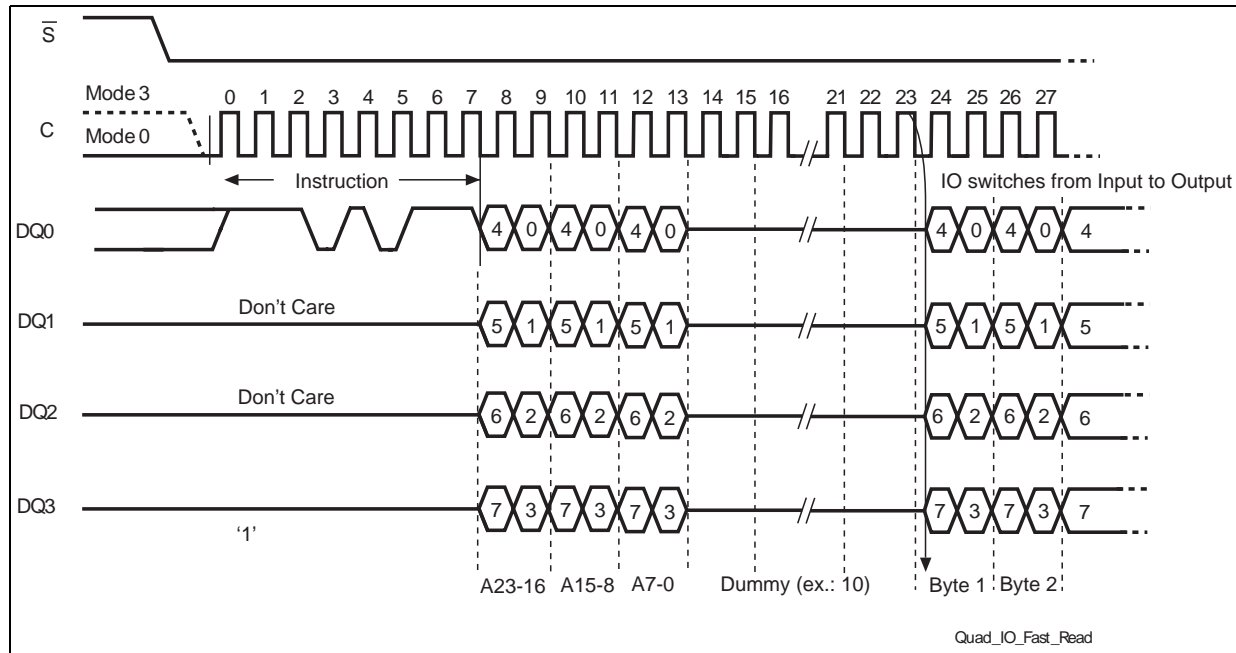 S
Mode 3
C
Mode 0
0 1 2 3 4 5 6 7 8 9 10 11 12 13 14 15 16 21 22 23 24 25 26 27
Instruction
IO switches from Input to Output
DQ0
4 0 4 0 4 0 4 0 4 0 4
DQ1
Don't Care
5 1 5 1 5 1 5 1 5 1 5
DQ2
Don't Care
6 2 6 2 6 2 6 2 6 2 6
DQ3
‘1’
7 3 7 3 7 3 7 3 7 3 7
A23-16 A15-8 A7-0 Dummy (ex.: 10) Byte 1 Byte 2
Quad_IO_Fast_Read